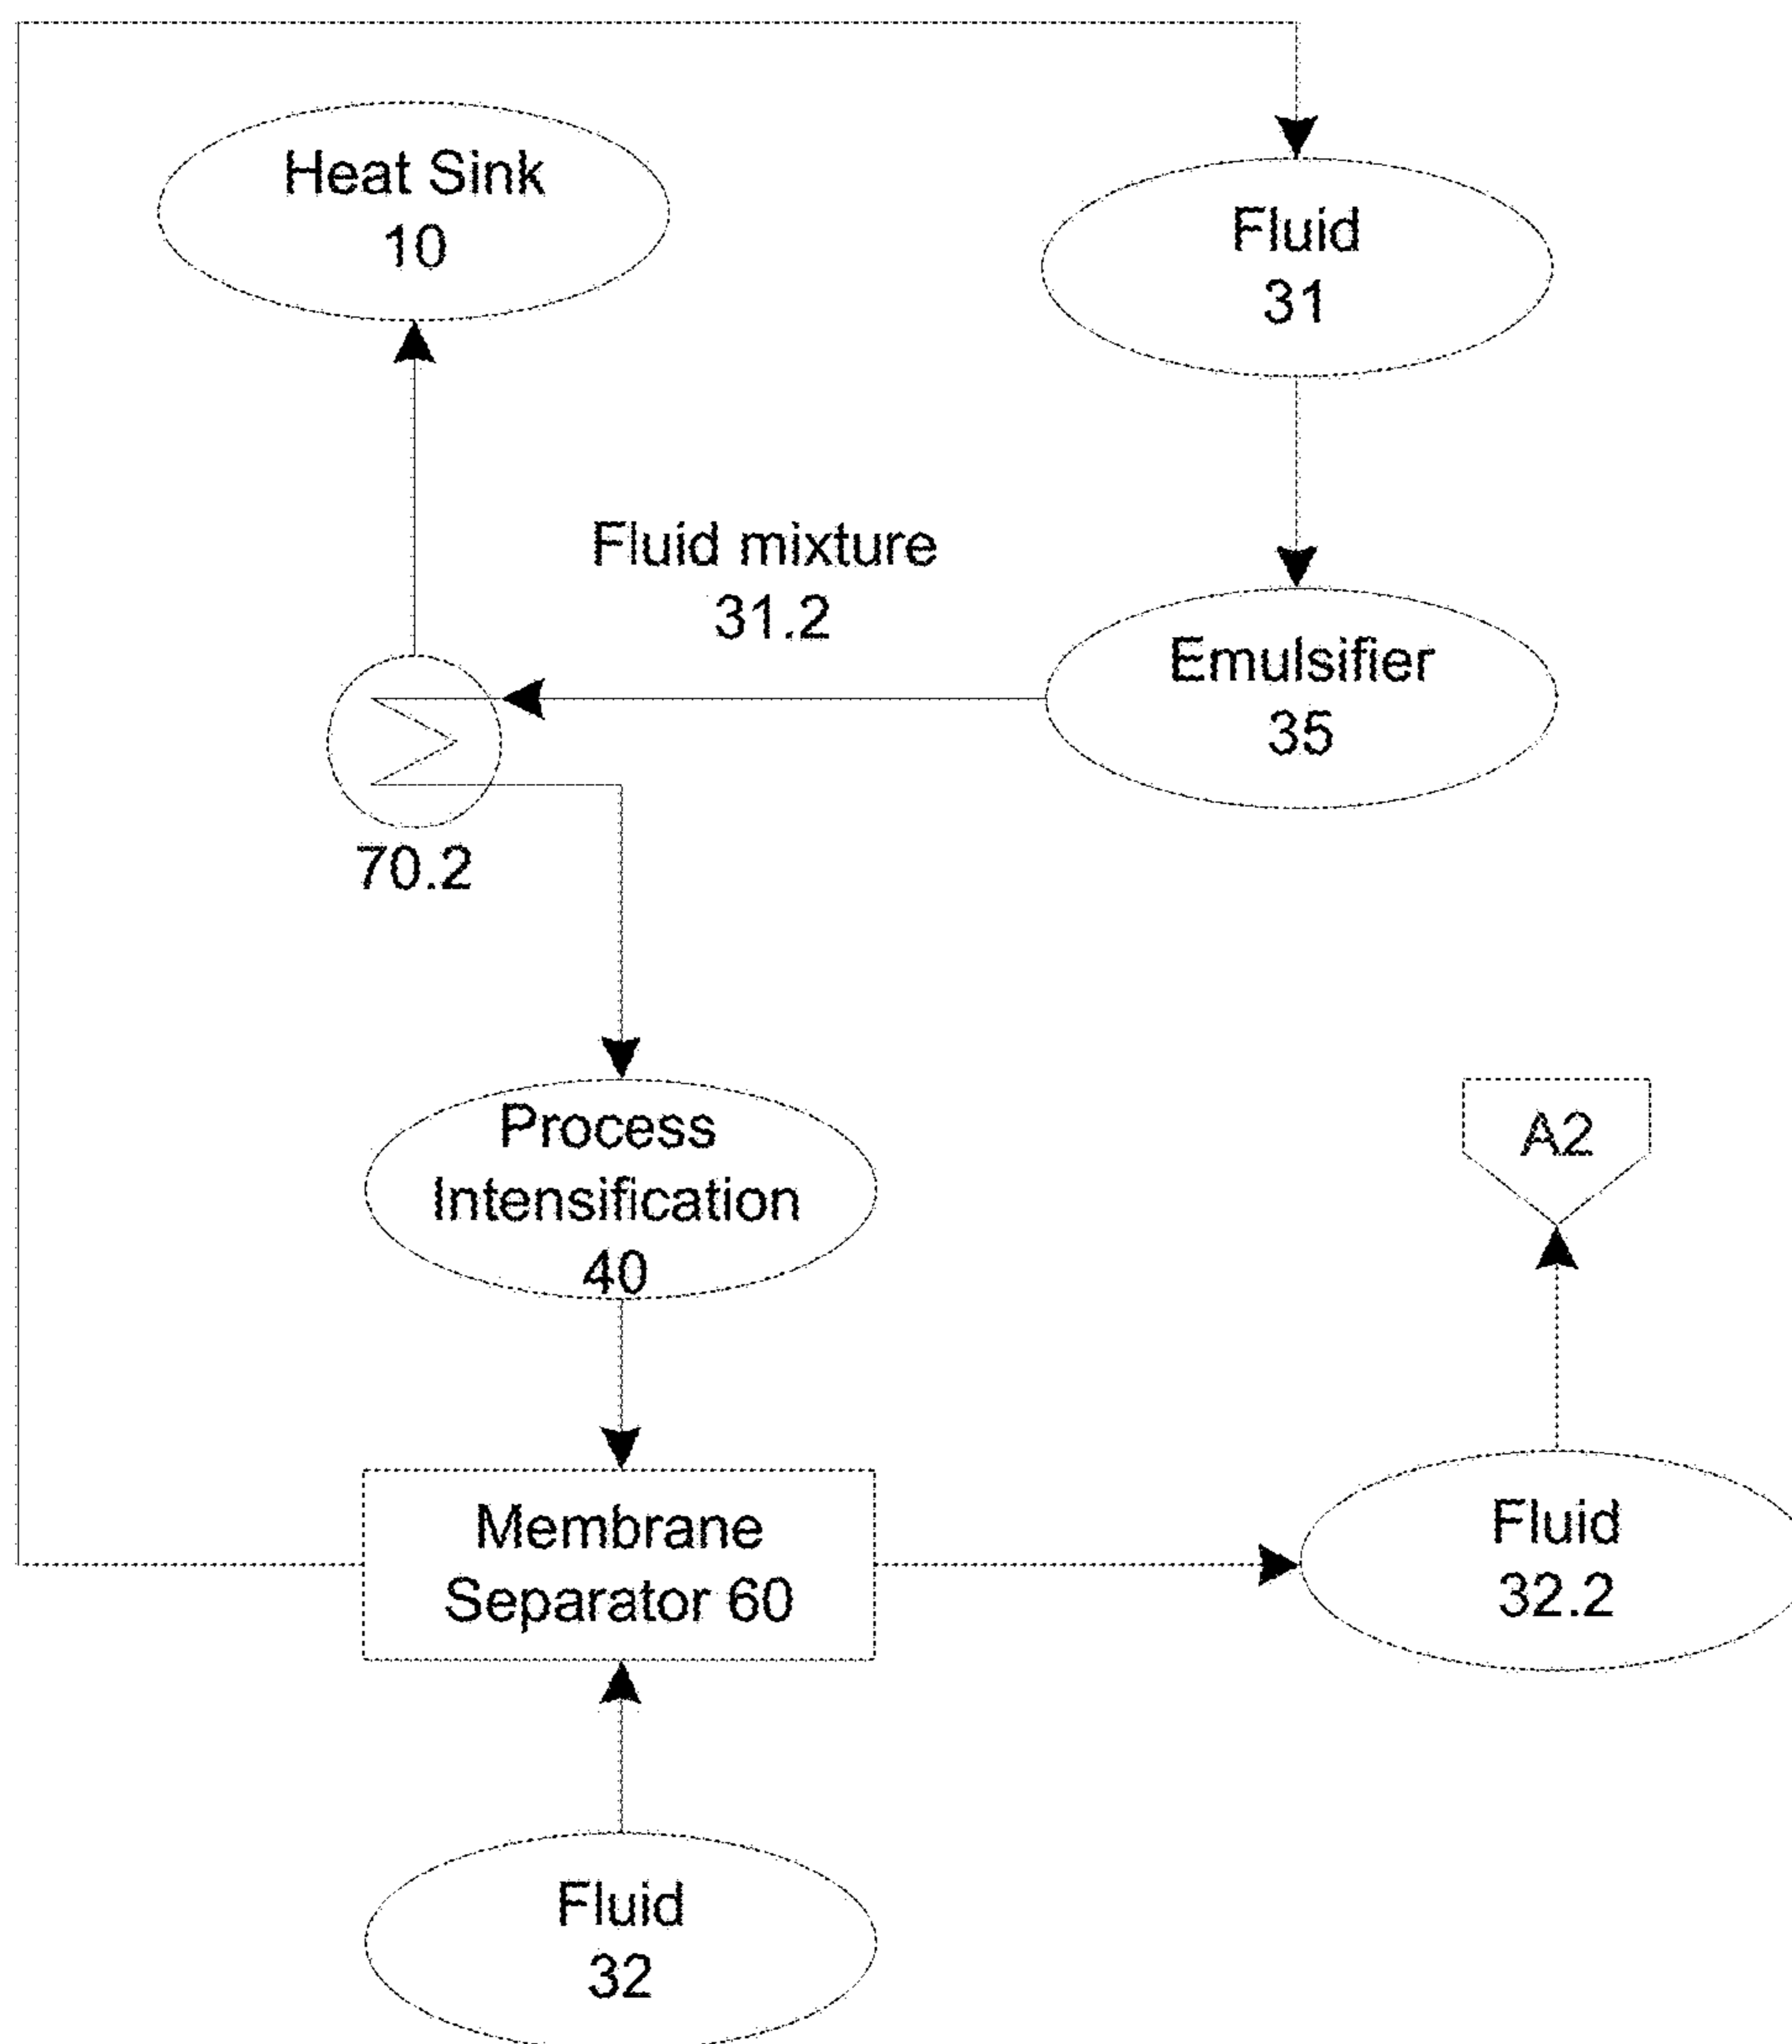 Heat Sink
10
Fluid
31
Fluid mixture
31.2
Emulsifier
35
70.2
Process
Intensification
40
A2
Membrane
Separator 60
Fluid
32.2
Fluid
32